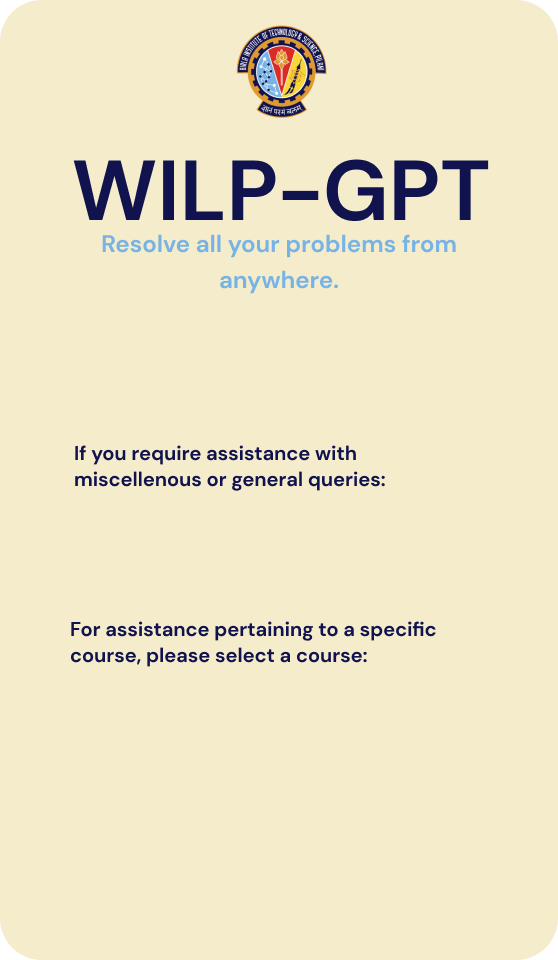 BIRLA INSTITUTE OF TECHNOLOGY & SCIENCE PILANI
ज्ञानं परमं बलम्
WILP-GPT
Resolve all your problems from
anywhere.
If you require assistance with
miscellenous or general queries:
For assistance pertaining to a specific
course, please select a course: